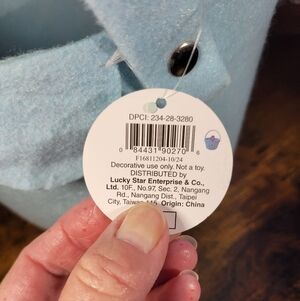 DPCI: 234-28-3280
0 84431 90270 6
F16811204-10/24
Decorative use only. Not a toy.
DISTRIBUTED by
Lucky Star Enterprise & Co.,
Ltd. 10F., No.97, Sec. 2, Nangang
Rd., Nangang Dist., Taipei
City, Taiwan 115. Origin: China